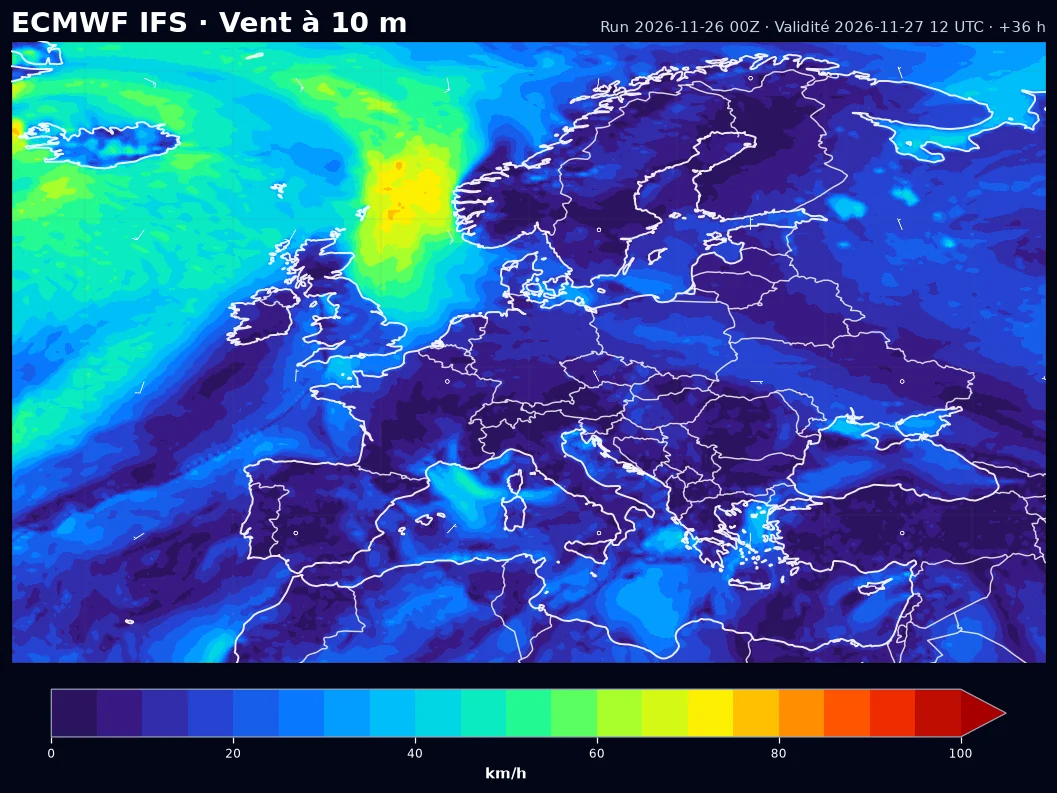 ECMWF IFS · Vent à 10 m
Run 2026-11-26 00Z · Validité 2026-11-27 12 UTC · +36 h
0 20 40 60 80 100
km/h